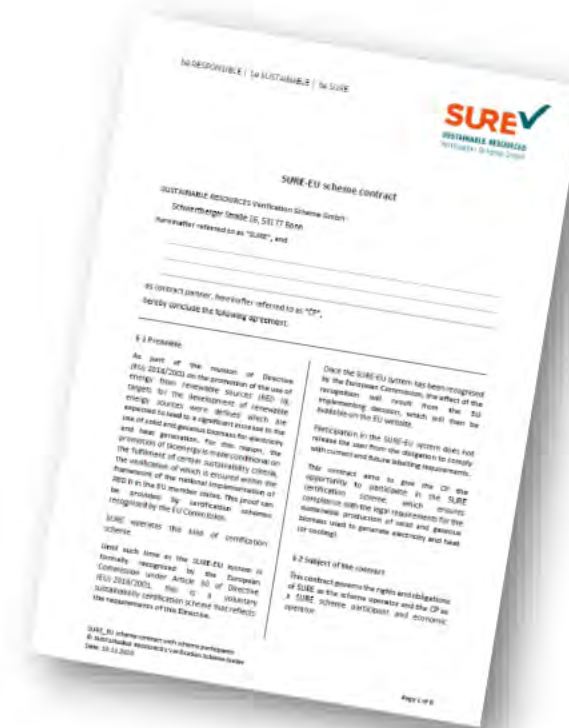 be RESPONSIBLE | be SUSTAINABLE | be SURE
SURE
SUSTAINABLE RESOURCES
Verification Scheme GmbH
SURE-EU scheme contract
SUSTAINABLE RESOURCES Verification Scheme GmbH
Schwertberger Straße 16, 53177 Bonn
hereinafter referred to as "SURE", and
as contract partner, hereinafter referred to as "CP",
hereby conclude the following agreement.
§ 1 Preamble
As part of the revision of Directive
(EU) 2018/2001 on the promotion of the use of
energy from renewable sources (RED II),
targets for the development of renewable
energy sources were defined which are
expected to lead to a significant increase in the
use of solid and gaseous biomass for electricity
and heat generation. For this reason, the
promotion of bioenergy is made conditional on
the fulfilment of certain sustainability criteria,
the verification of which is ensured within the
framework of the national implementation of
RED II in the EU member states. This proof can
be provided by certification schemes
recognised by the EU Commission.
SURE operates this kind of certification
scheme.
Until such time as the SURE-EU system is
formally recognised by the European
Commission under Article 30 of Directive
(EU) 2018/2001, this is a voluntary
sustainability certification scheme that reflects
the requirements of this Directive.
Once the SURE-EU system has been recognised
by the European Commission, the effect of the
recognition will result from the EU
implementing decision, which will then be
available on the EU website.
Participation in the SURE-EU system does not
release the user from the obligation to comply
with current and future labelling requirements.
This contract aims to give the CP the
opportunity to participate in the SURE
certification scheme, which ensures
compliance with the legal requirements for the
sustainable production of solid and gaseous
biomass used to generate electricity and heat
(or cooling).
§ 2 Subject of the contract
This contract governs the rights and obligations
of SURE as the scheme operator and the CP as
a SURE scheme participant and economic
operator.
SURE_EU scheme contract with scheme participants
© SUSTAINABLE RESOURCES Verification Scheme GmbH
Page 1 of 8